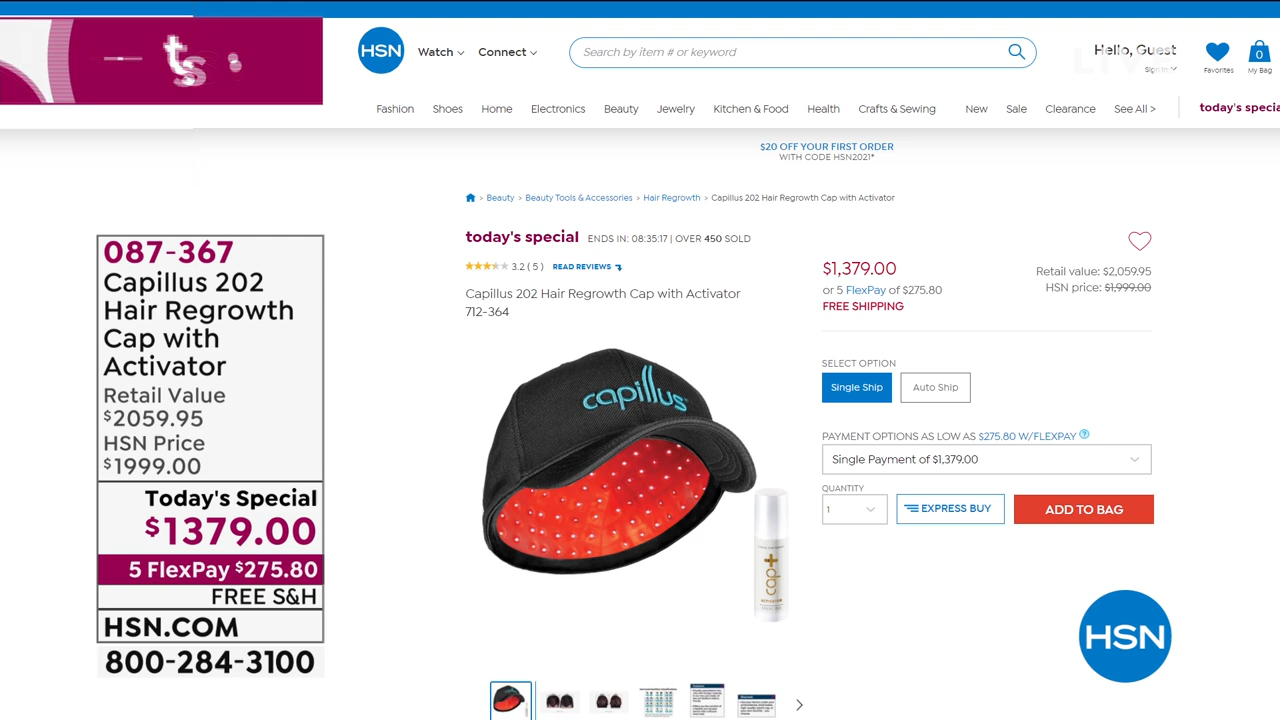 ts
HSN
Watch
Connect
Search by item # or keyword
Hello, Guest
Sign In
LIVE
Favorites
0
My Bag
Fashion
Shoes
Home
Electronics
Beauty
Jewelry
Kitchen & Food
Health
Crafts & Sewing
New
Sale
Clearance
See All >
today's specia
$20 OFF YOUR FIRST ORDER
WITH CODE HSN2021*
> Beauty > Beauty Tools & Accessories > Hair Regrowth > Capillus 202 Hair Regrowth Cap with Activator
087-367
Capillus 202
Hair Regrowth
Cap with
Activator
Retail Value
$2059.95
HSN Price
$1999.00
Today's Special
$1379.00
5 FlexPay $275.80
FREE S&H
HSN.COM
800-284-3100
today's special ENDS IN: 08:35:17 | OVER 450 SOLD
3.2 ( 5 ) READ REVIEWS
Capillus 202 Hair Regrowth Cap with Activator
712-364
capillus
cap+
$1,379.00
or 5 FlexPay of $275.80
FREE SHIPPING
Retail value: $2,059.95
HSN price: $1,999.00
SELECT OPTION
Single Ship
Auto Ship
PAYMENT OPTIONS AS LOW AS $275.80 W/FLEXPAY ?
Single Payment of $1,379.00
QUANTITY
1
EXPRESS BUY
ADD TO BAG
HSN